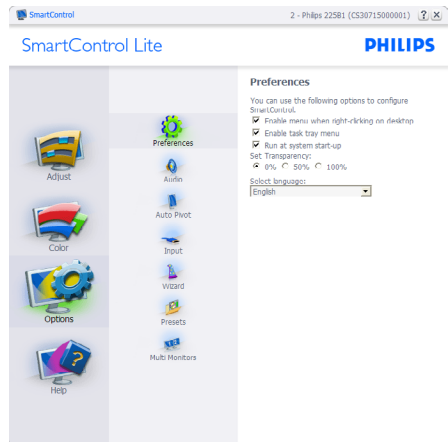 SmartControl
2 - Philips 225B1 (CS30715000001)
SmartControl Lite
PHILIPS
Adjust
Color
Options
Help
Preferences
Audio
Auto Pivot
Input
Wizard
Presets
Multi Monitors
Preferences
You can use the following options to configure
SmartControl.
Enable menu when right-clicking on desktop
Enable task tray menu
Run at system start-up
Set Transparency:
0% 50% 100%
Select language:
English